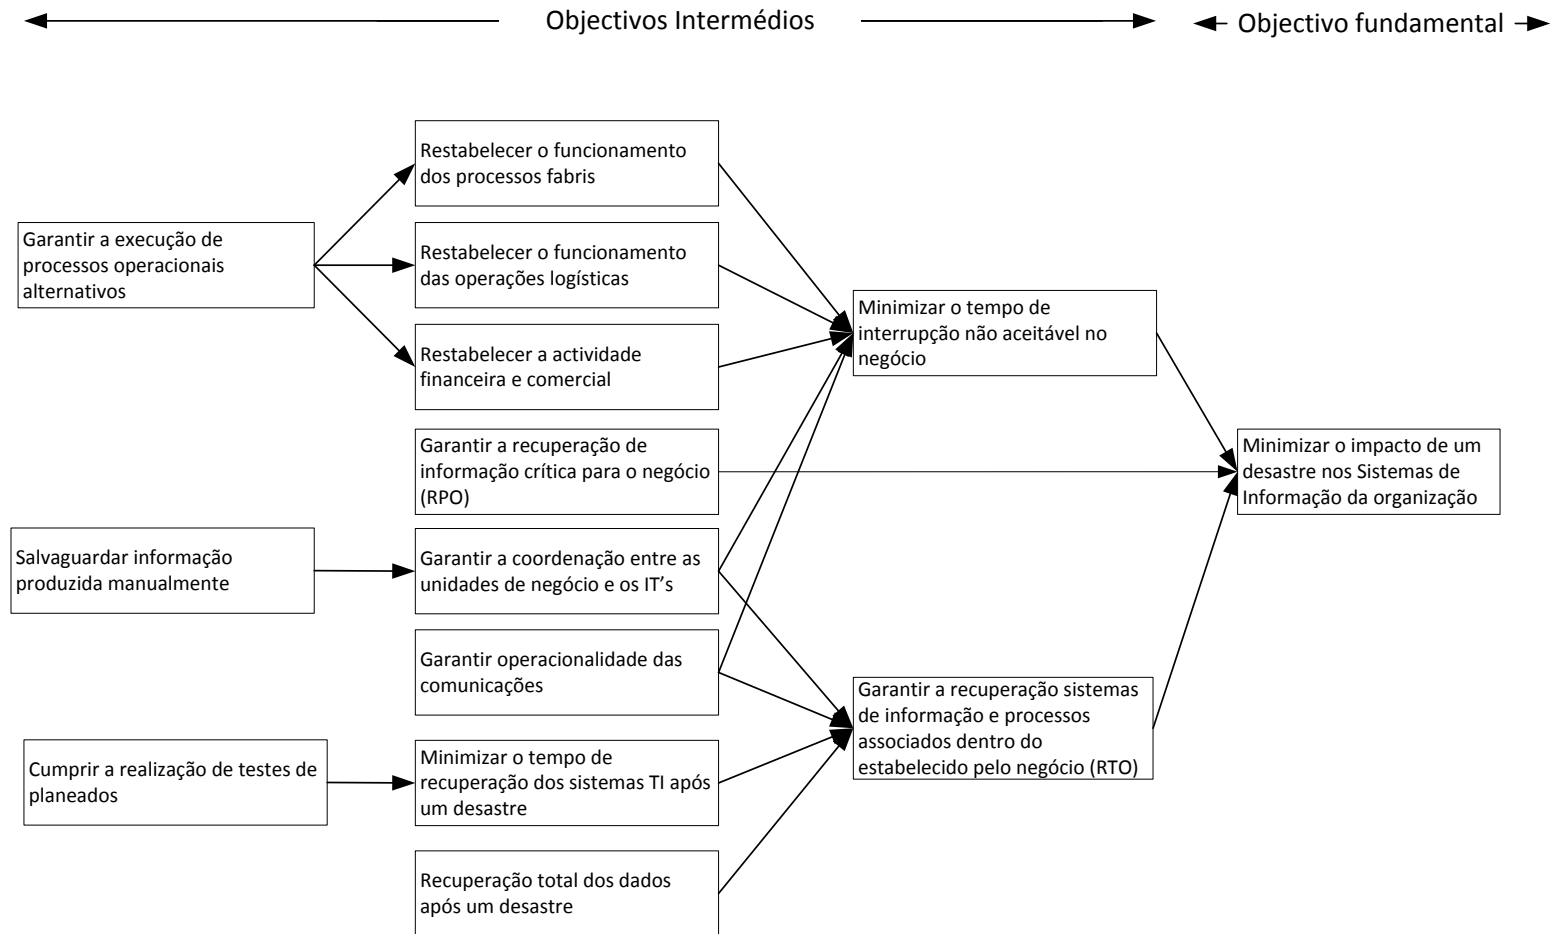 Objectivos Intermédios
Objectivo fundamental
Restabelecer o funcionamento
dos processos fabris
Garantir a execução de
processos operacionais
alternativos
Restabelecer o funcionamento
das operações logísticas
Minimizar o tempo de
interrupção não aceitável no
negócio
Restabelecer a actividade
financeira e comercial
Garantir a recuperação de
informação crítica para o negócio
(RPO)
Minimizar o impacto de um
desastre nos Sistemas de
Informação da organização
Salvaguardar informação
produzida manualmente
Garantir a coordenação entre as
unidades de negócio e os IT’s
Garantir operacionalidade das
comunicações
Garantir a recuperação sistemas
de informação e processos
associados dentro do
estabelecido pelo negócio (RTO)
Cumprir a realização de testes de
planeados
Minimizar o tempo de
recuperação dos sistemas TI após
um desastre
Recuperação total dos dados
após um desastre